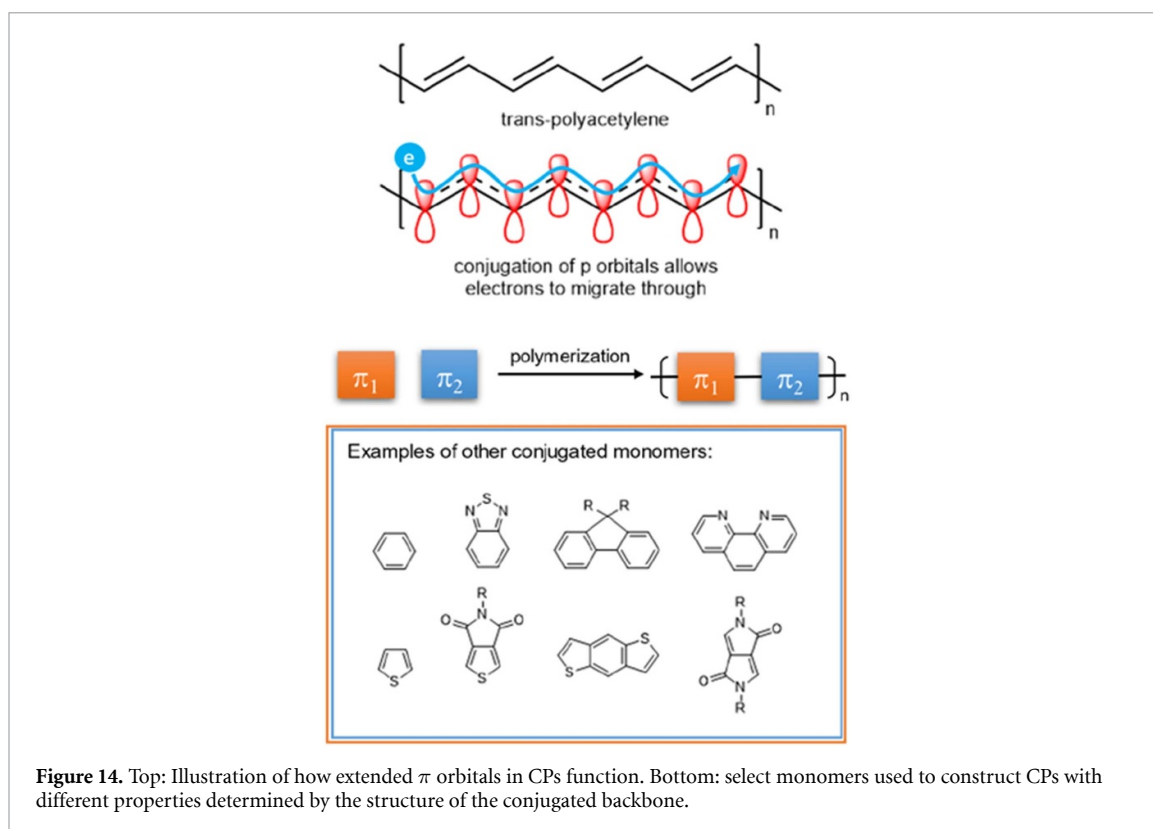 n
trans-polyacetylene
e
n
conjugation of p orbitals allows
electrons to migrate through
π1 π2 polymerization π1 π2 n
Examples of other conjugated monomers:
S
N N
R R
N N
R
N
O O
S
S
S
S
R
N
O
O
N
R
Figure 14. Top: Illustration of how extended π orbitals in CPs function. Bottom: select monomers used to construct CPs with
different properties determined by the structure of the conjugated backbone.